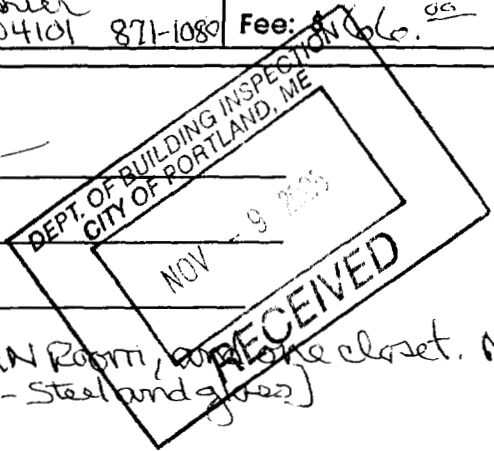 04101 871-1080 Fee: $66.00
DEPT. OF BUILDING INSPECTION
CITY OF PORTLAND, ME
NOV - 9
RECEIVED
N Room, one closet.
- Steel and glass]